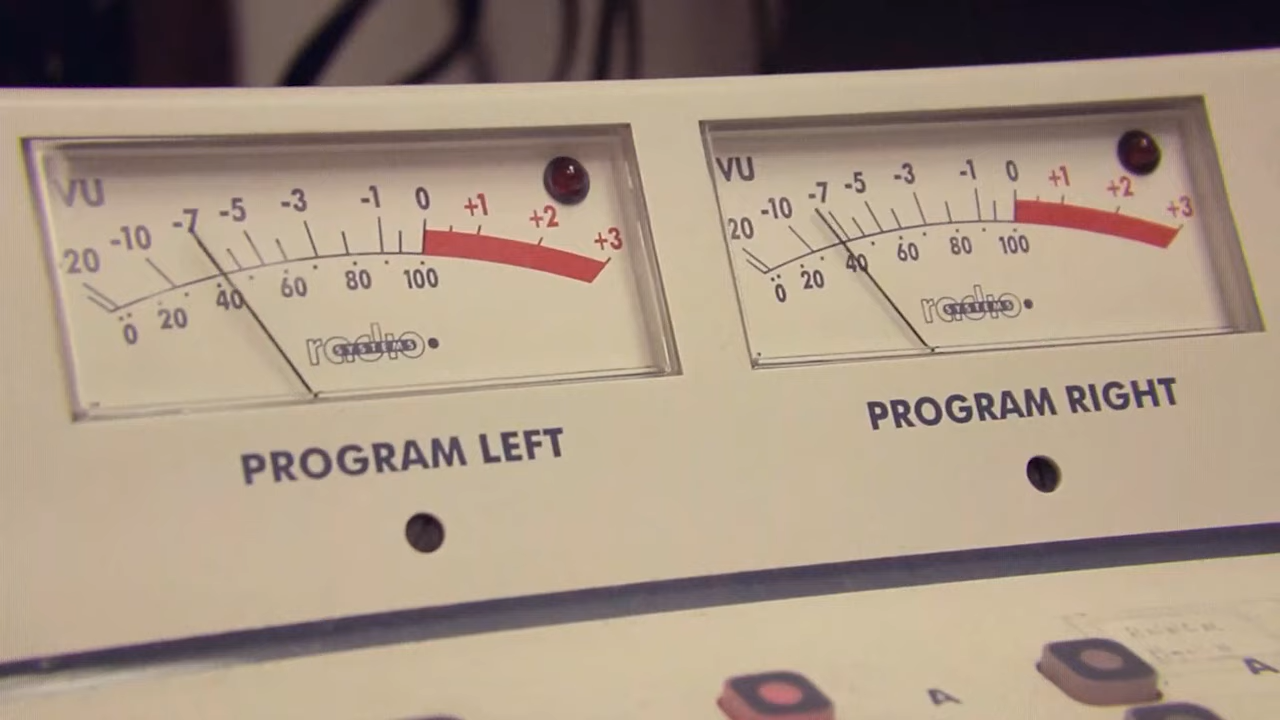 VU
20 -10 -7 -5 -3 -1 0 +1 +2 +3
0 20 40 60 80 100
radio
SYSTEMS
PROGRAM LEFT
VU
20 -10 -7 -5 -3 -1 0 +1 +2 +3
0 20 40 60 80 100
radio
SYSTEMS
PROGRAM RIGHT
A
A